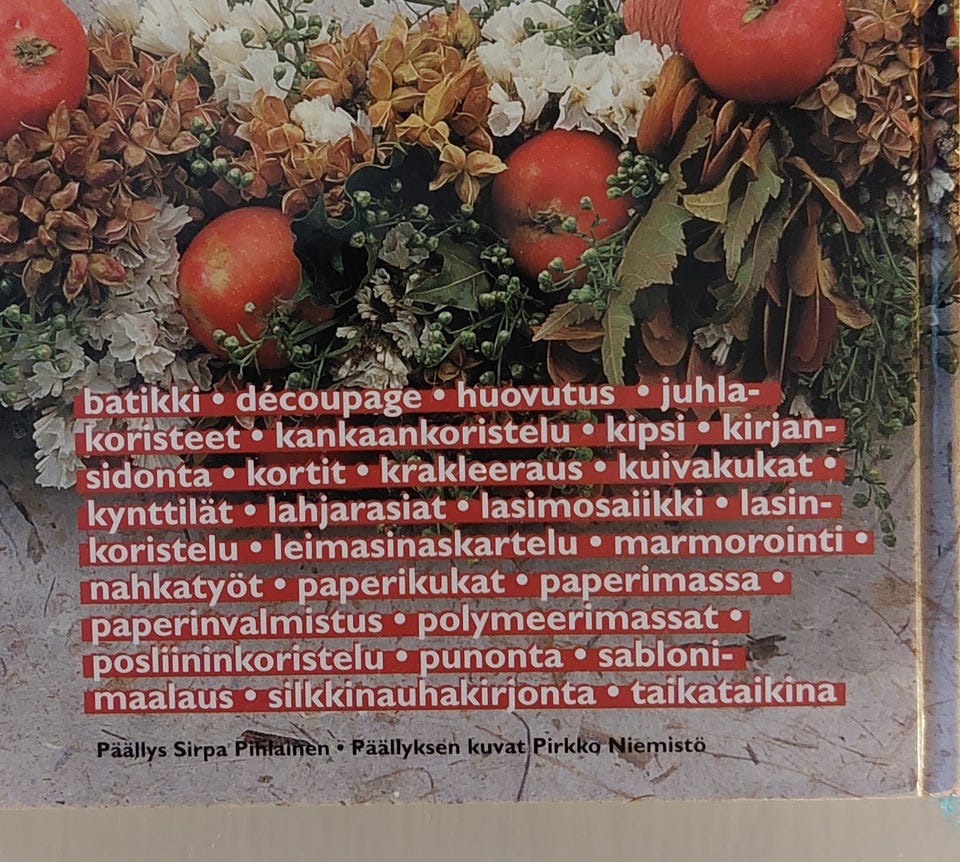 batikki • découpage • huovutus • juhla-
koristeet • kankaankoristelu • kipsi • kirjan-
sidonta • kortit • krakleeraus • kuivakukat •
kynttilät • lahjarasiat • lasimosaiikki • lasin-
koristelu • leimasinaskartelu • marmorointi •
nahkatyöt • paperikukat • paperimassa •
paperinvalmistus • polymeerimassat •
posliininkoristelu • punonta • sabloni-
maalaus • silkkinauhakirjonta • taikataikina
Päällys Sirpa Pihlainen • Päällyksen kuvat Pirkko Niemistö